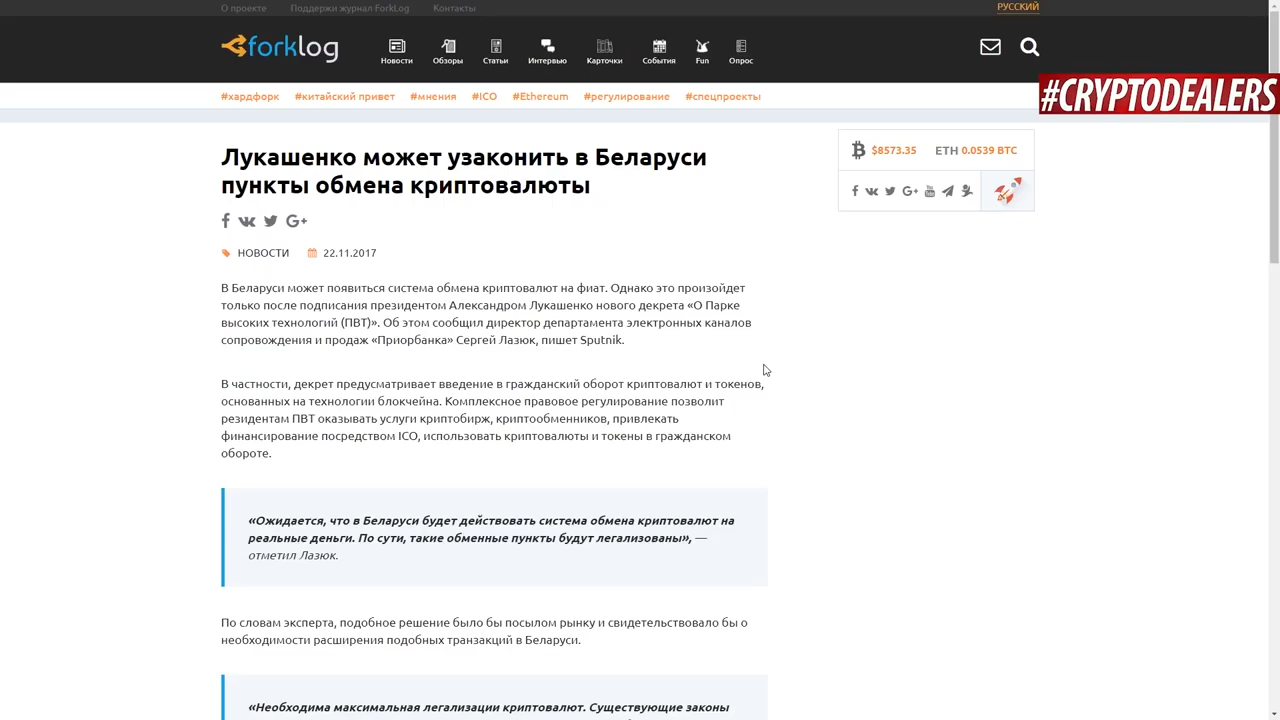 О проекте
Поддержи журнал ForkLog
Контакты
РУССКИЙ
forklog
Новости
Обзоры
Статьи
Интервью
Карточки
События
Fun
Опрос
#хардфорк
#китайский привет
#мнения
#ICO
#Ethereum
#регулирование
#спецпроекты
#CRYPTODEALERS
Лукашенко может узаконить в Беларуси
пункты обмена криптовалюты
НОВОСТИ
22.11.2017
$8573.35
ETH 0.0539 BTC
В Беларуси может появиться система обмена криптовалют на фиат. Однако это произойдет
только после подписания президентом Александром Лукашенко нового декрета «О Парке
высоких технологий (ПВТ)». Об этом сообщил директор департамента электронных каналов
сопровождения и продаж «Приорбанка» Сергей Лазюк, пишет Sputnik.
В частности, декрет предусматривает введение в гражданский оборот криптовалют и токенов,
основанных на технологии блокчейна. Комплексное правовое регулирование позволит
резидентам ПВТ оказывать услуги криптобирж, криптообменников, привлекать
финансирование посредством ICO, использовать криптовалюты и токены в гражданском
обороте.
«Ожидается, что в Беларуси будет действовать система обмена криптовалют на
реальные деньги. По сути, такие обменные пункты будут легализованы», —
отметил Лазюк.
По словам эксперта, подобное решение было бы посылом рынку и свидетельствовало бы о
необходимости расширения подобных транзакций в Беларуси.
«Необходима максимальная легализации криптовалют. Существующие законы